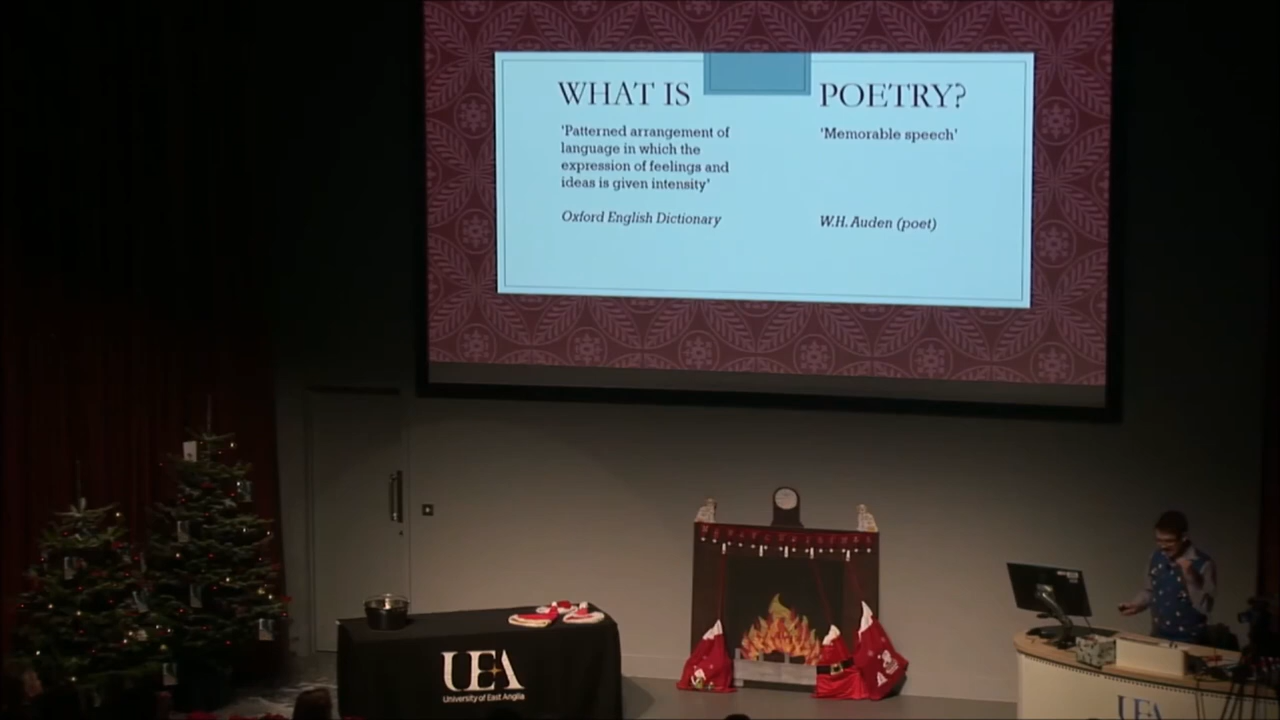 WHAT IS
POETRY?
'Patterned arrangement of
language in which the
expression of feelings and
ideas is given intensity'
Oxford English Dictionary
'Memorable speech'
W.H. Auden (poet)
UEA
University of East Anglia
UEA